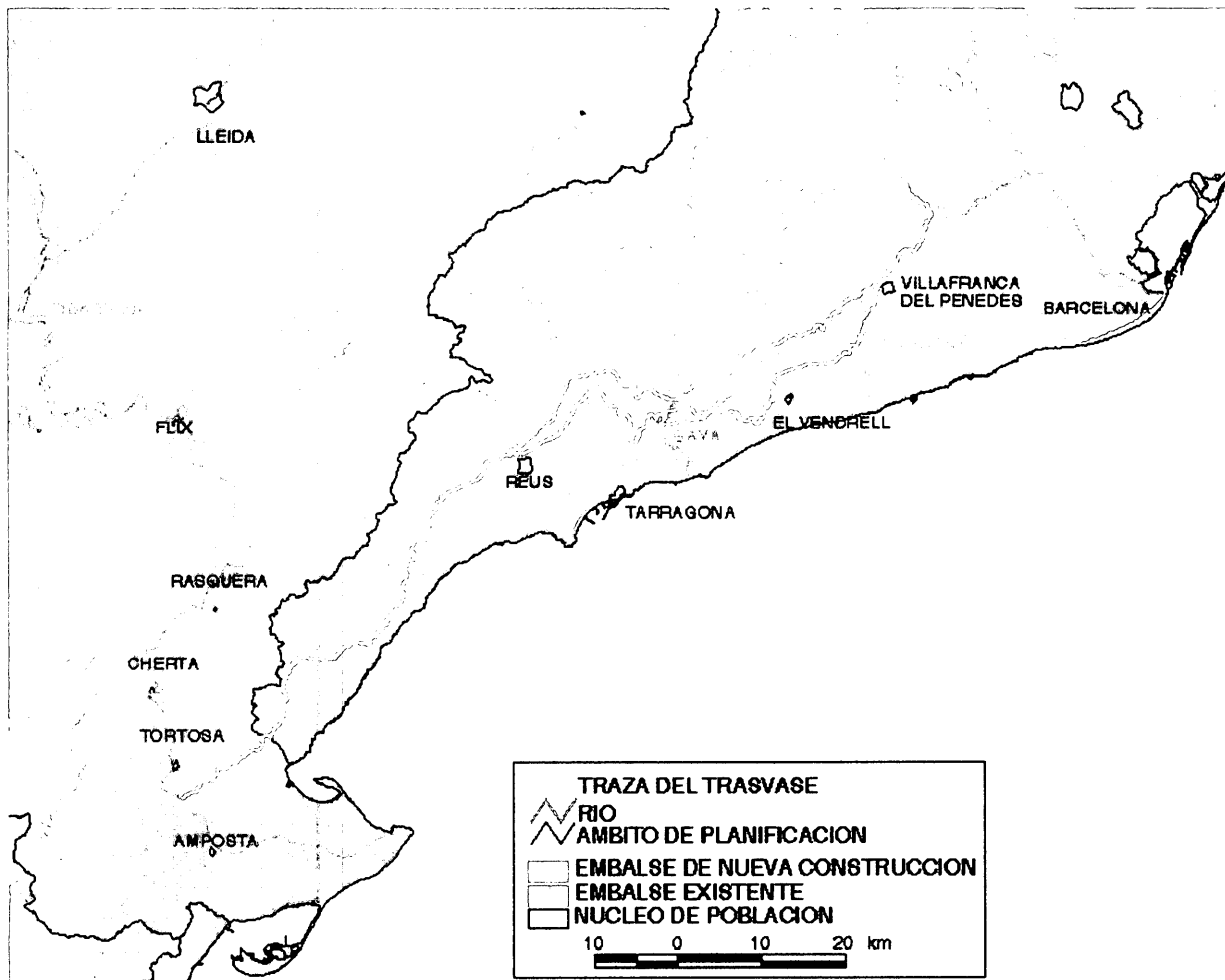 LLEIDA
VILLAFRANCA
DEL PENEDES
BARCELONA
FLIX
EL VENDRELL
REUS
TARRAGONA
RASQUERA
CHERTA
TORTOSA
AMPOSTA
TRAZA DEL TRASVASE
RIO
AMBITO DE PLANIFICACION
EMBALSE DE NUEVA CONSTRUCCION
EMBALSE EXISTENTE
NUCLEO DE POBLACION
10 0 10 20 km